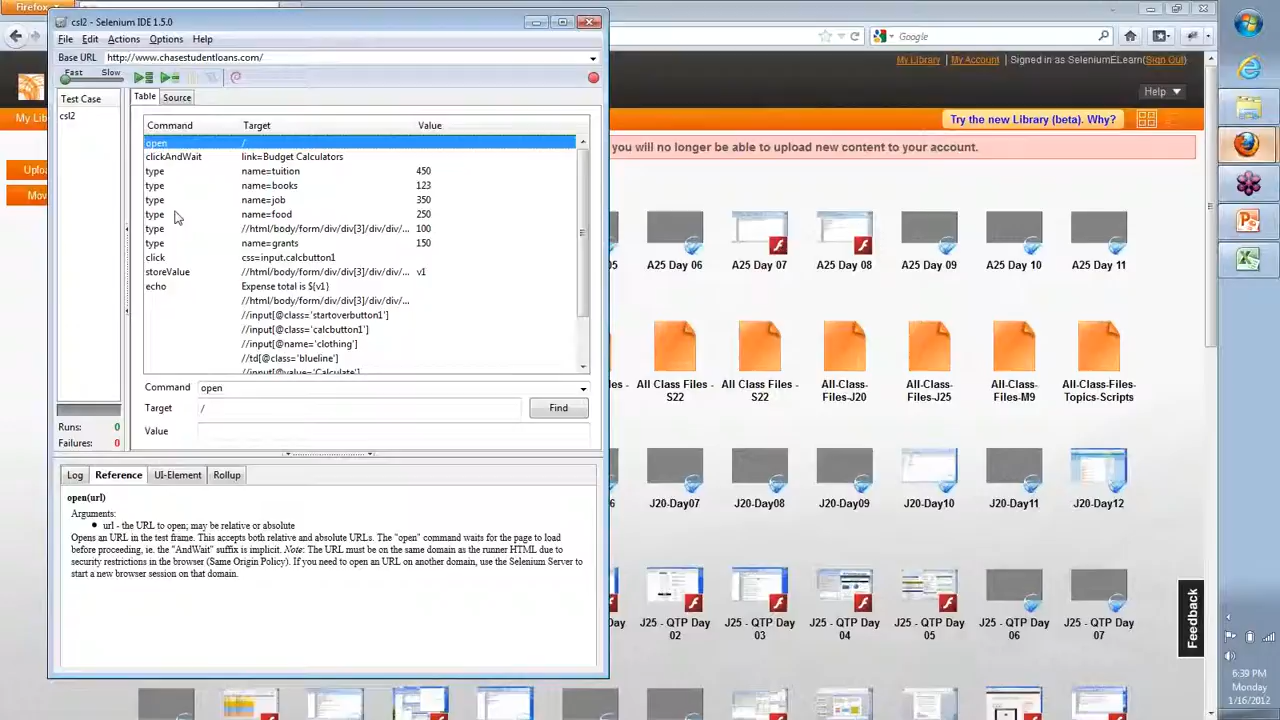 Firefox
csl2 - Selenium IDE 1.5.0
File Edit Actions Options Help
Base URL http://www.chasestudentloans.com/
Fast Slow
Test Case
csl2
Table Source
Command Target Value
open /
clickAndWait link=Budget Calculators
type name=tuition 450
type name=books 123
type name=job 350
type name=food 250
type //html/body/form/div/div[3]/div/div/... 100
type name=grants 150
click css=input.calcbutton1
storeValue //html/body/form/div/div[3]/div/div/... v1
echo Expense total is ${v1}
//html/body/form/div/div[3]/div/div/...
//input[@class='startoverbutton1']
//input[@class='calcbutton1']
//input[@name='clothing']
//td[@class='blueline']
//input[@value='Calculate']
Command open
Target / Find
Value
Runs: 0
Failures: 0
Log Reference UI-Element Rollup
open(url)
Arguments:
• url - the URL to open; may be relative or absolute
Opens an URL in the test frame. This accepts both relative and absolute URLs. The "open" command waits for the page to load
before proceeding, ie. the "AndWait" suffix is implicit. Note: The URL must be on the same domain as the runner HTML due to
security restrictions in the browser (Same Origin Policy). If you need to open an URL on another domain, use the Selenium Server to
start a new browser session on that domain.
Google
My Library My Account Signed in as SeleniumELearn(Sign Out)
Help
My Lib
Try the new Library (beta). Why?
you will no longer be able to upload new content to your account.
Uploa
Mov
05 A25 Day 06 A25 Day 07 A25 Day 08 A25 Day 09 A25 Day 10 A25 Day 11
All Class Files - S22 All Class Files - S22 All-Class-Files-J20 All-Class-Files-J25 All-Class-Files-M9 All-Class-Files-Topics-Scripts
6 J20-Day07 J20-Day08 J20-Day09 J20-Day10 J20-Day11 J20-Day12
J25 - QTP Day 02 J25 - QTP Day 03 J25 - QTP Day 04 J25 - QTP Day 05 J25 - QTP Day 06 J25 - QTP Day 07
Feedback
6:39 PM
Monday
1/16/2012